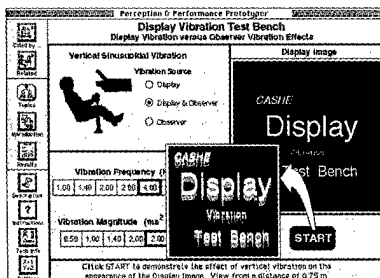 Perception & Performance Prototyper
Display Vibration Test Bench
Display Vibration versus Observer Vibration Effects
Vertical Sinusoidal Vibration
Display Image
Vibration Source
Display
Display & Observer
Observer
Related
Topics
Introduction
Results
Instructions
Tech Info
CASHE
Display
Test Bench
CASHE
Display
Vibration
Test Bench
Vibration Frequency
1.00 1.40 2.00 2.80 4.00
Vibration Magnitude (ms
0.50 1.00 1.40 2.00
START
Click START to demonstrate the effect of vertical vibration on the
appearance of the Display Image. View from a distance of 0.75 m